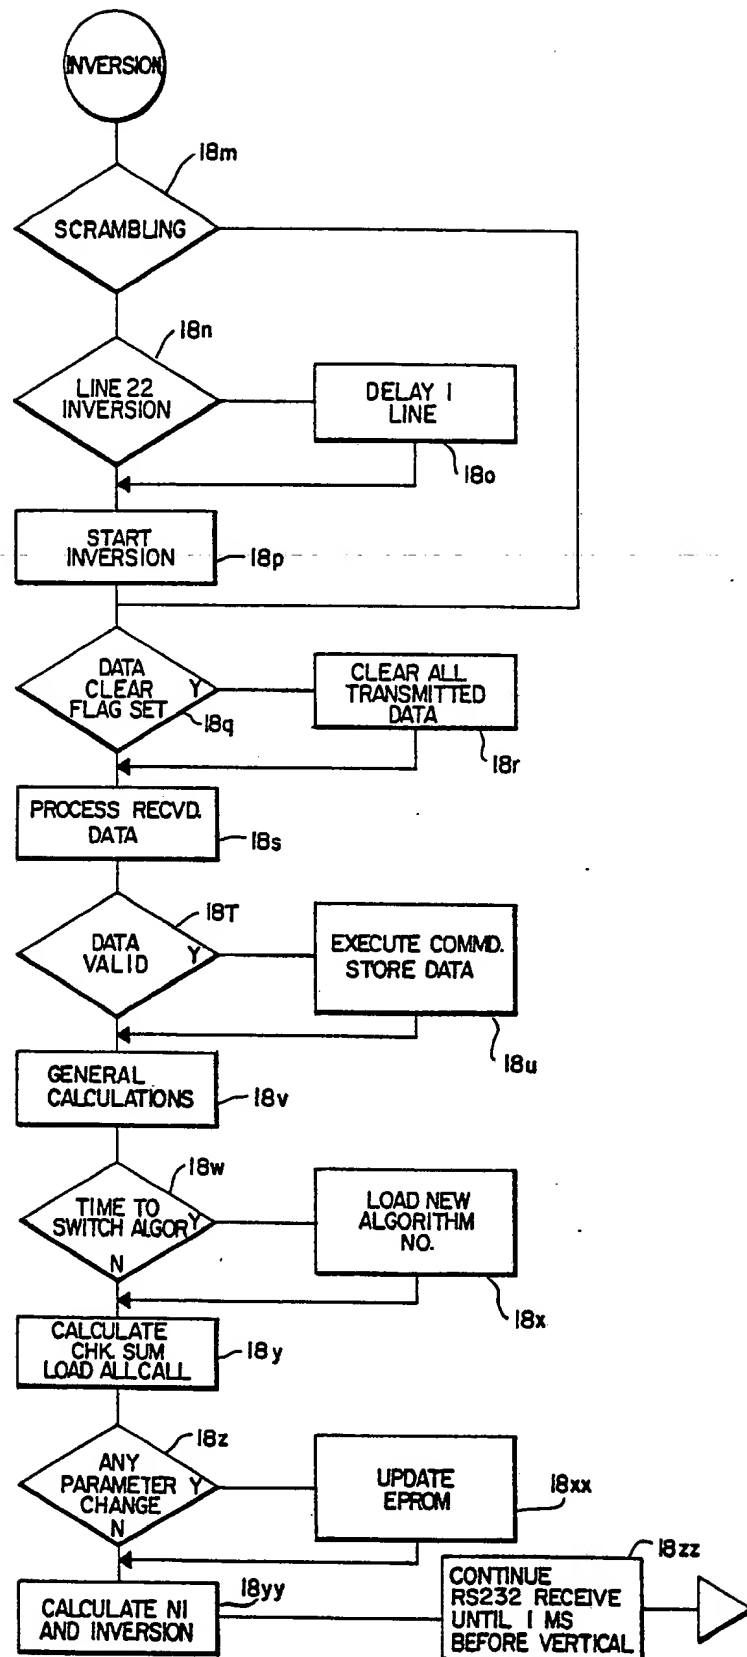 INVERSION
18m
SCRAMBLING
18n
LINE 22
INVERSION
DELAY 1
LINE
18o
START
INVERSION
18p
DATA
CLEAR
FLAG SET
Y
18q
CLEAR ALL
TRANSMITTED
DATA
18r
PROCESS RECVD.
DATA
18s
18T
DATA
VALID
Y
EXECUTE COMMD.
STORE DATA
18u
GENERAL
CALCULATIONS
18v
18w
TIME TO
SWITCH ALGOR
Y
N
LOAD NEW
ALGORITHM
NO.
18x
CALCULATE
CHK. SUM
LOAD ALLCALL
18y
18z
ANY
PARAMETER
CHANGE
Y
N
UPDATE
EPROM
18xx
CALCULATE N1
AND INVERSION
18yy
18zz
CONTINUE
RS232 RECEIVE
UNTIL 1 MS
BEFORE VERTICAL